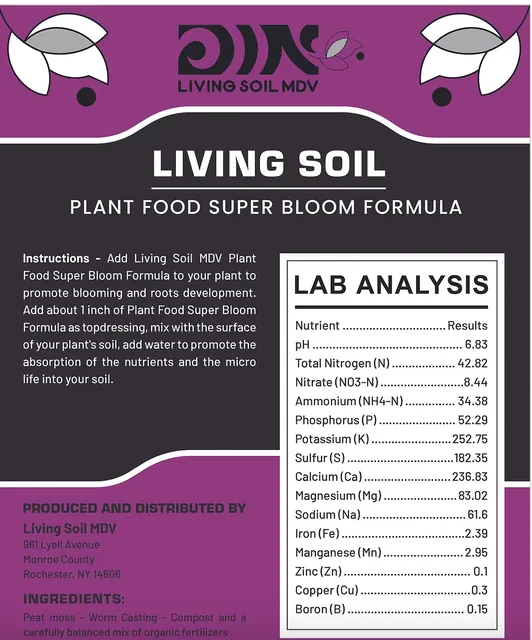 DIN
LIVING SOIL MDV
LIVING SOIL
PLANT FOOD SUPER BLOOM FORMULA
Instructions - Add Living Soil MDV Plant
Food Super Bloom Formula to your plant to
promote blooming and roots development.
Add about 1 inch of Plant Food Super Bloom
Formula as topdressing, mix with the surface
of your plant's soil, add water to promote the
absorption of the nutrients and the micro
life into your soil.
LAB ANALYSIS
Nutrient ............................ Results
pH ......................................... 6.83
Total Nitrogen (N) ................. 42.82
Nitrate (NO3-N) .......................8.44
Ammonium (NH4-N) .............. 34.38
Phosphorus (P) ..................... 52.29
Potassium (K) ......................252.75
Sulfur (S) .............................182.35
Calcium (Ca) ........................236.83
Magnesium (Mg) .................... 83.02
Sodium (Na) ............................ 61.6
Iron (Fe) ..................................2.39
Manganese (Mn) ..................... 2.95
Zinc (Zn) .................................. 0.1
Copper (Cu) ..............................0.3
Boron (B) ................................ 0.15
PRODUCED AND DISTRIBUTED BY
Living Soil MDV
961 Lyell Avenue
Monroe County
Rochester, NY 14606
INGREDIENTS:
Peat moss - Worm Casting - Compost and a
carefully balanced mix of organic fertilizers